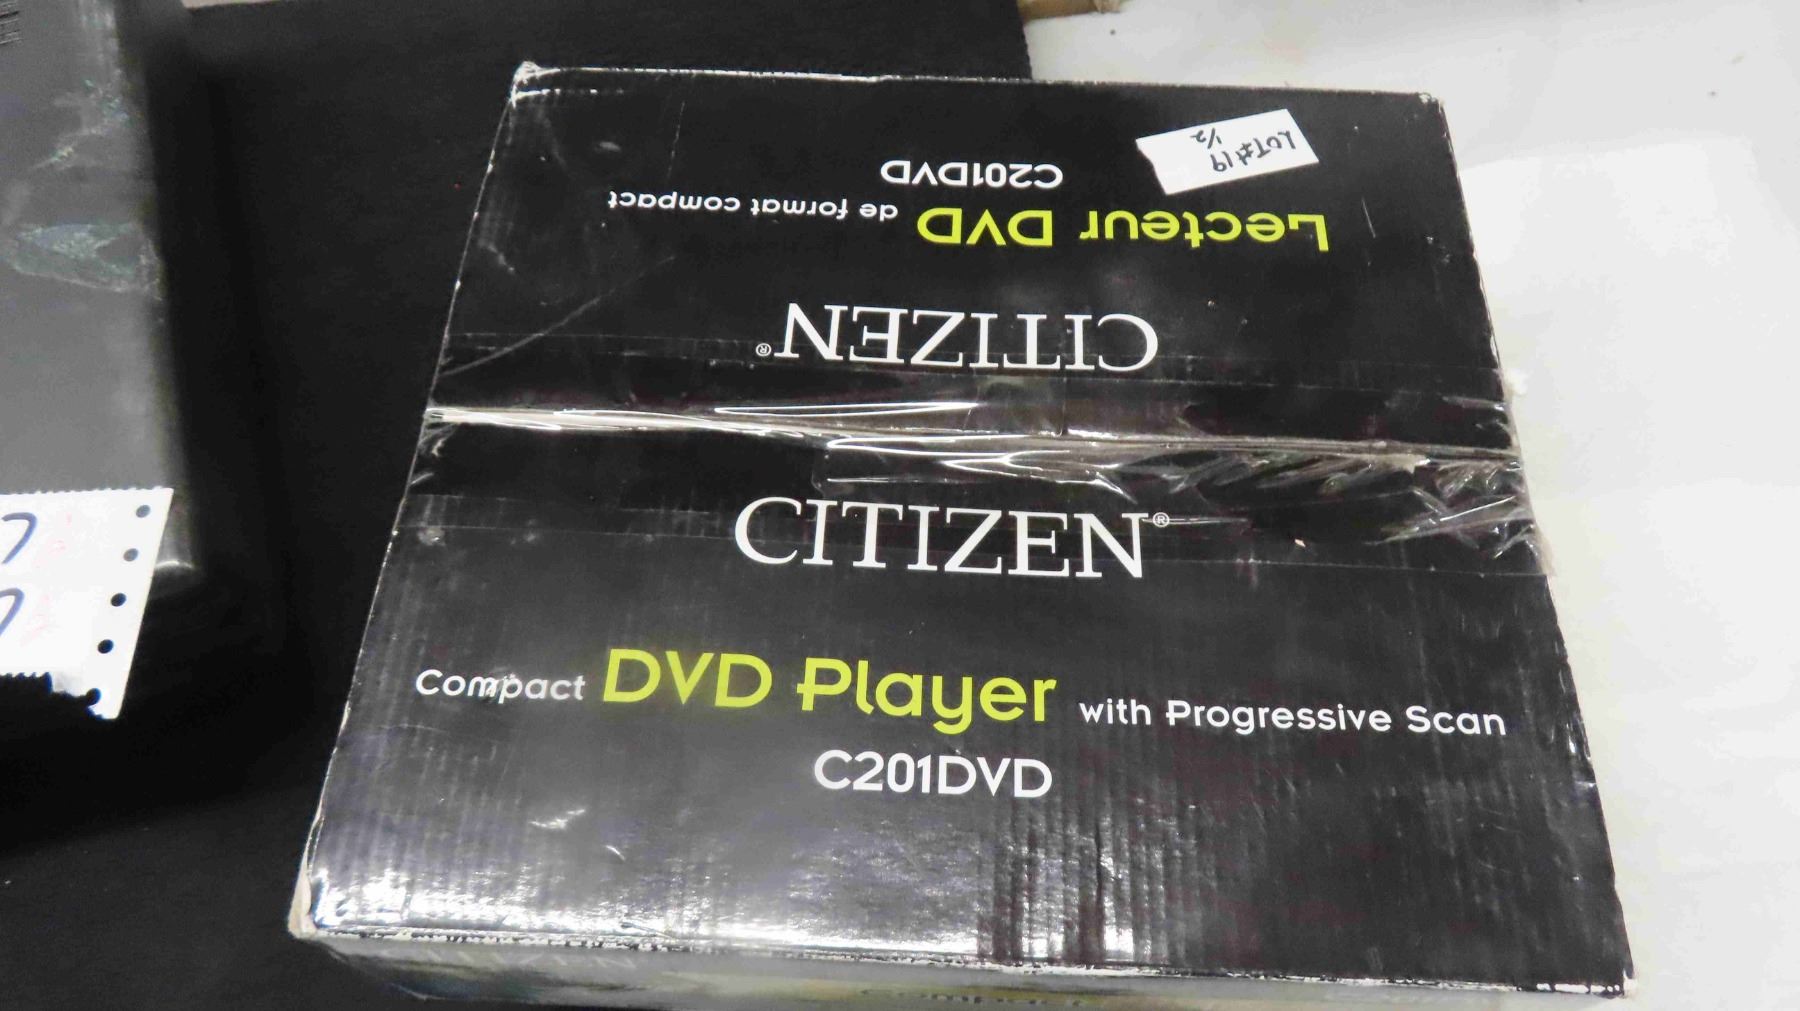 LOT#19
1/2
C201DVD
Lecteur DVD de format compact
CITIZEN®
CITIZEN®
Compact DVD Player with Progressive Scan
C201DVD